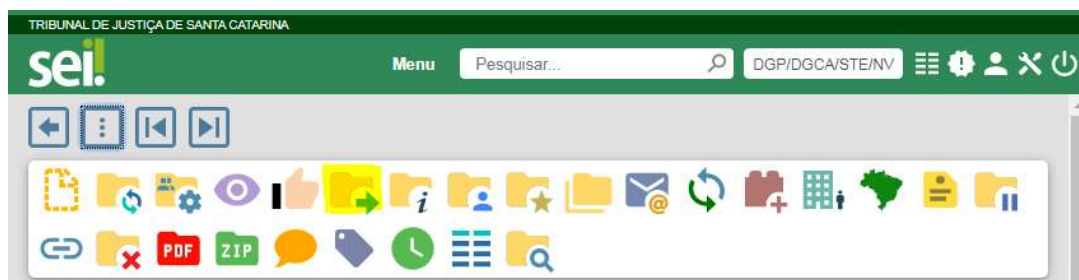 TRIBUNAL DE JUSTIÇA DE SANTA CATARINA
sei! Menu Pesquisar... DGP/DGCA/STE/NV
i
@
PDF ZIP